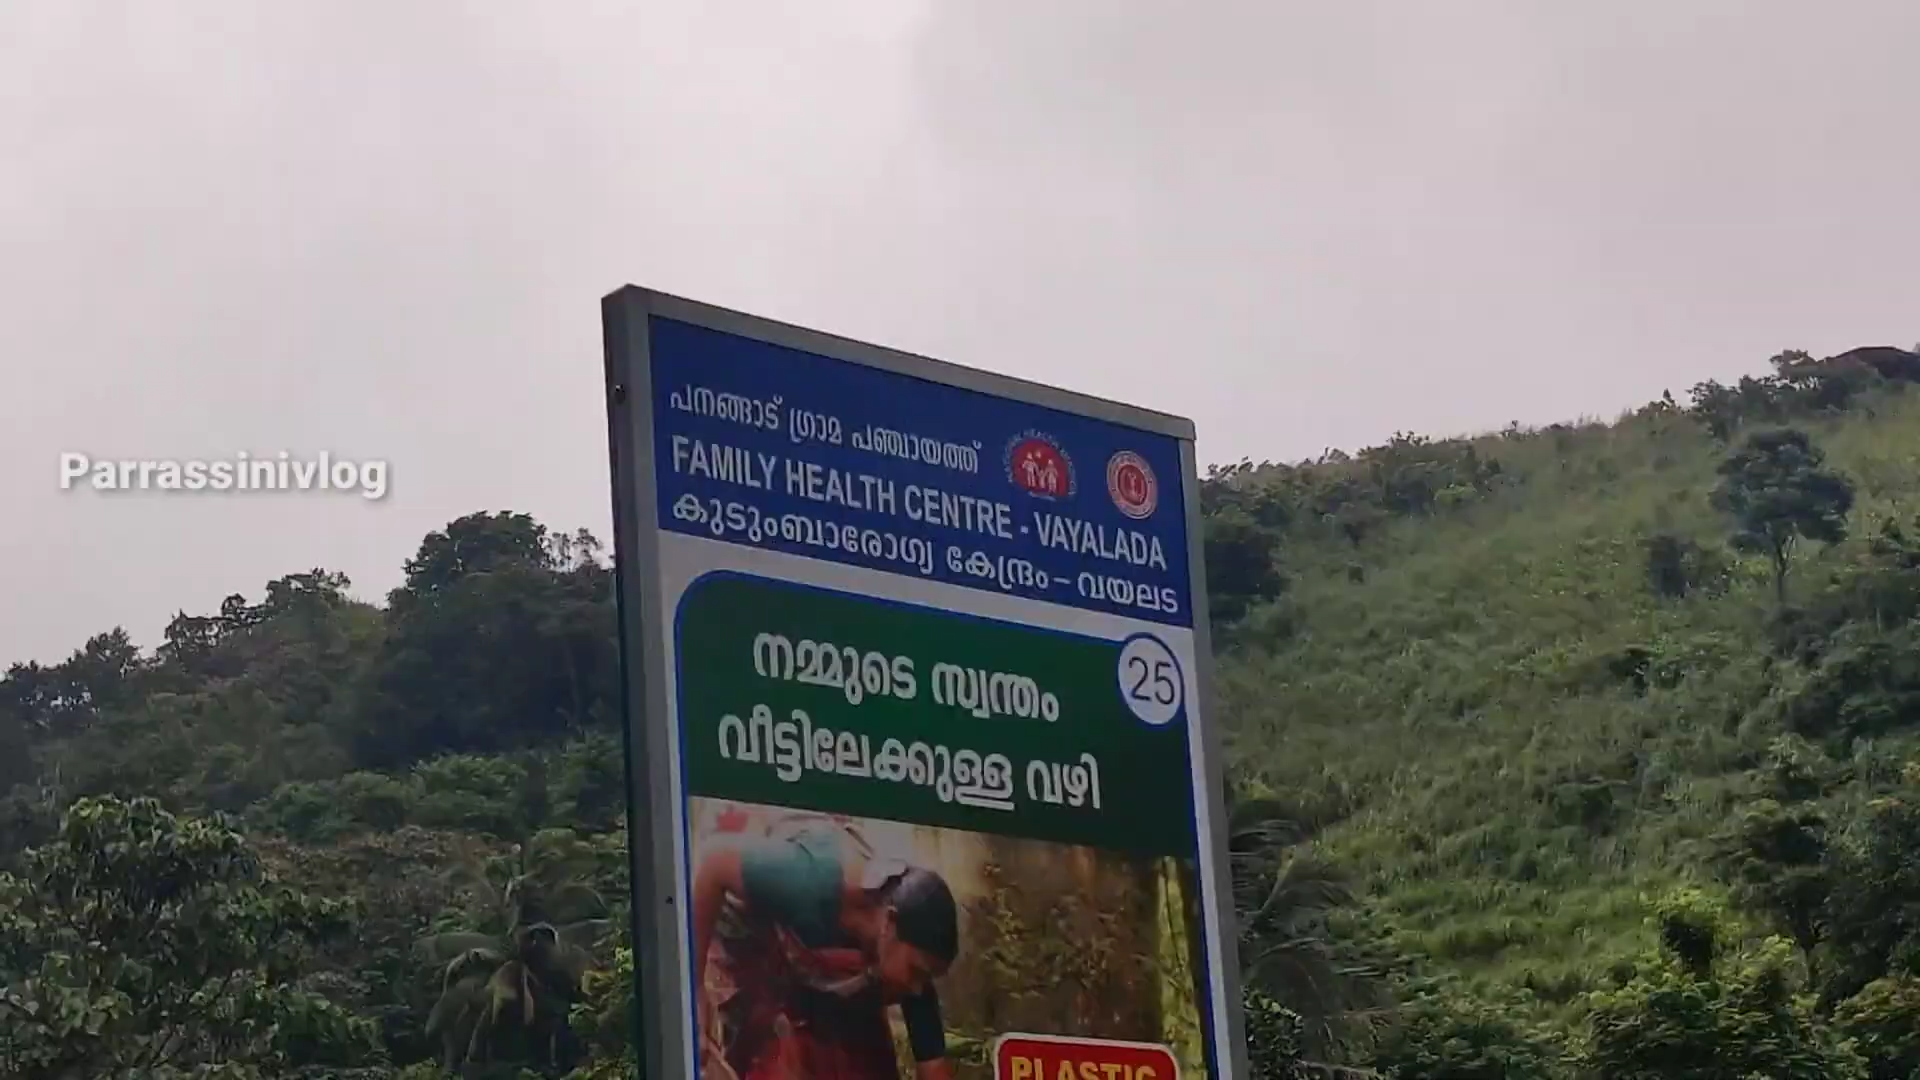 പനങ്ങാട് ഗ്രാമ പഞ്ചായത്ത്
FAMILY HEALTH CENTRE - VAYALADA
കുടുംബാരോഗ്യ കേന്ദ്രം - വയലട
25
നമ്മുടെ സ്വന്തം
വീട്ടിലേക്കുള്ള വഴി
PLASTIC
Parrassinivlog